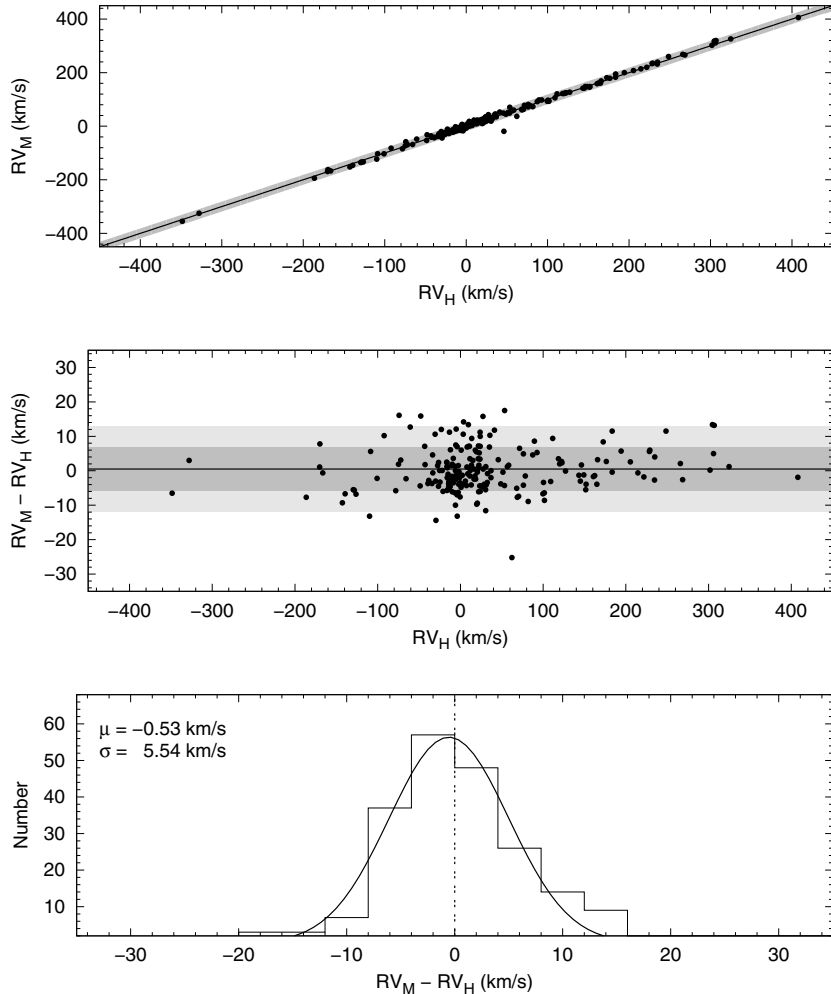 400
200
0
−200
−400
RV_M (km/s)
−400 −300 −200 −100 0 100 200 300 400
RV_H (km/s)
30
20
10
0
−10
−20
−30
RV_M − RV_H (km/s)
−400 −300 −200 −100 0 100 200 300 400
RV_H (km/s)
μ = −0.53 km/s
σ = 5.54 km/s
60
50
40
30
20
10
Number
−30 −20 −10 0 10 20 30
RV_M − RV_H (km/s)